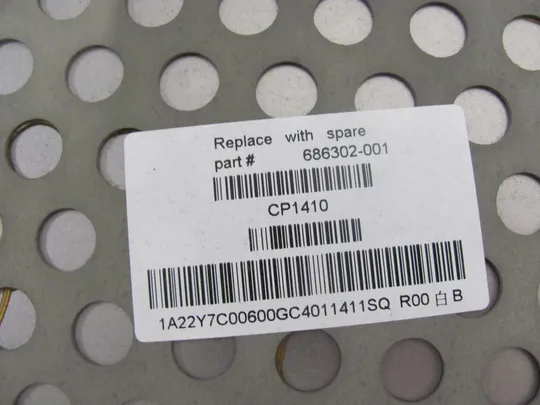 Replace with spare
part # 686302-001
CP1410
1A22Y7C00600GC4011411SQ R00 白 B